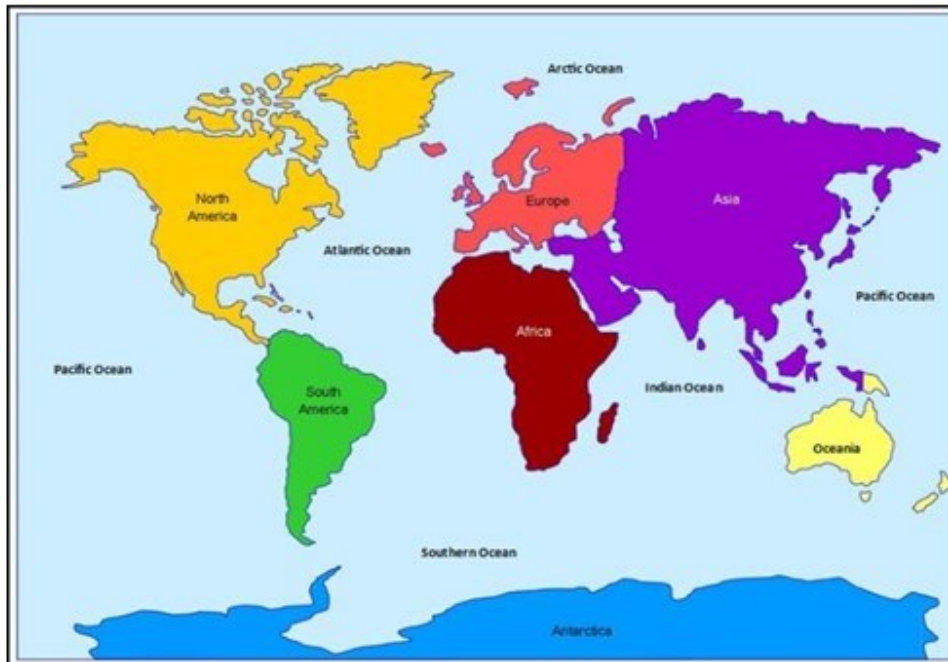 Arctic Ocean
North
America
Europe
Asia
Atlantic Ocean
Pacific Ocean
Africa
Pacific Ocean
Indian Ocean
South
America
Oceania
Southern Ocean
Antarctica